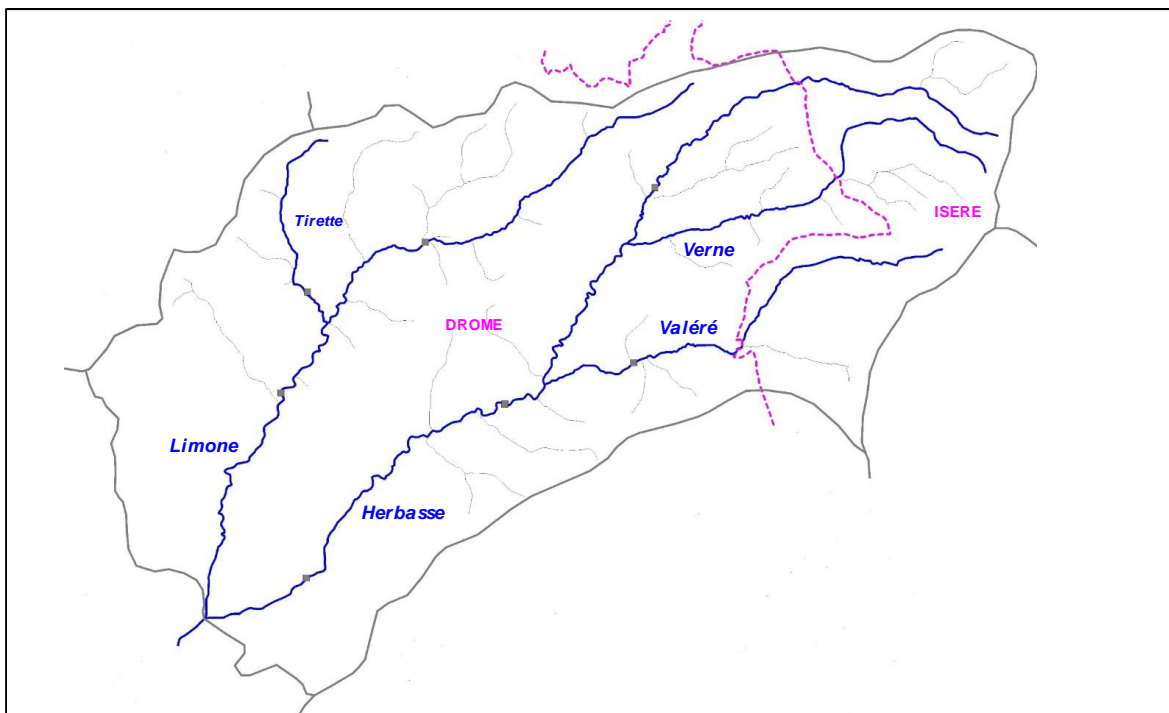 ISERE
Tirette
Verne
DROME
Valéré
Limone
Herbasse